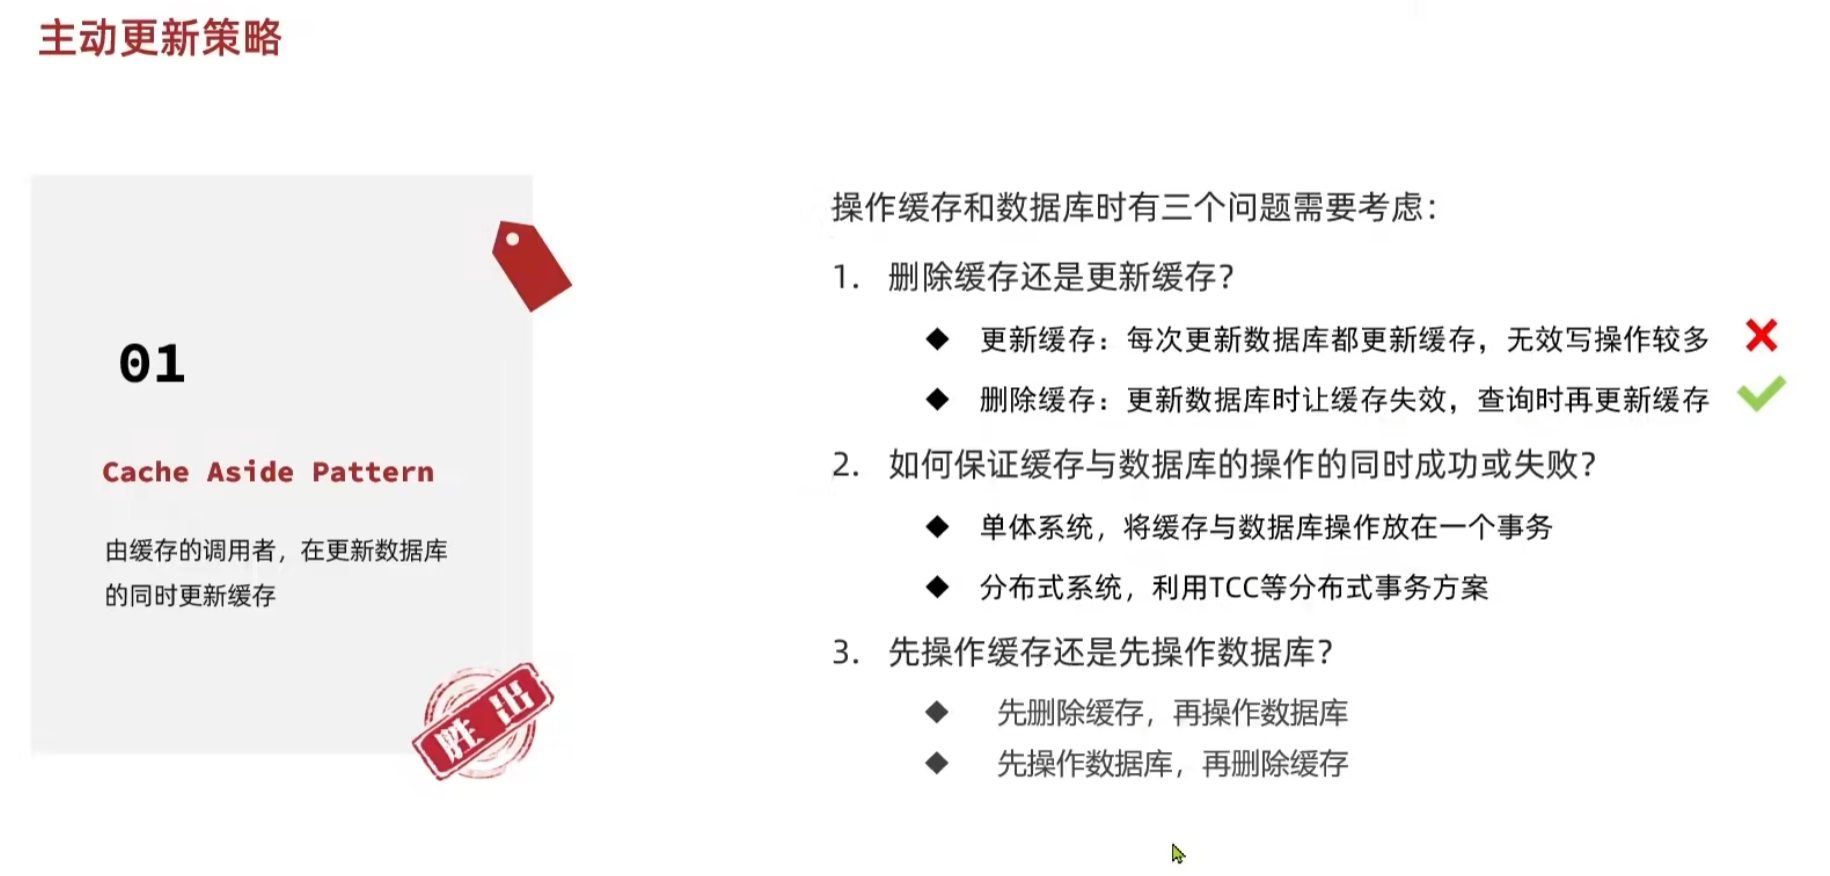 主动更新策略
01
Cache Aside Pattern
由缓存的调用者，在更新数据库
的同时更新缓存
胜出
操作缓存和数据库时有三个问题需要考虑：
1. 删除缓存还是更新缓存？
◆ 更新缓存：每次更新数据库都更新缓存，无效写操作较多
◆ 删除缓存：更新数据库时让缓存失效，查询时再更新缓存
2. 如何保证缓存与数据库的操作的同时成功或失败？
◆ 单体系统，将缓存与数据库操作放在一个事务
◆ 分布式系统，利用TCC等分布式事务方案
3. 先操作缓存还是先操作数据库？
◆ 先删除缓存，再操作数据库
◆ 先操作数据库，再删除缓存